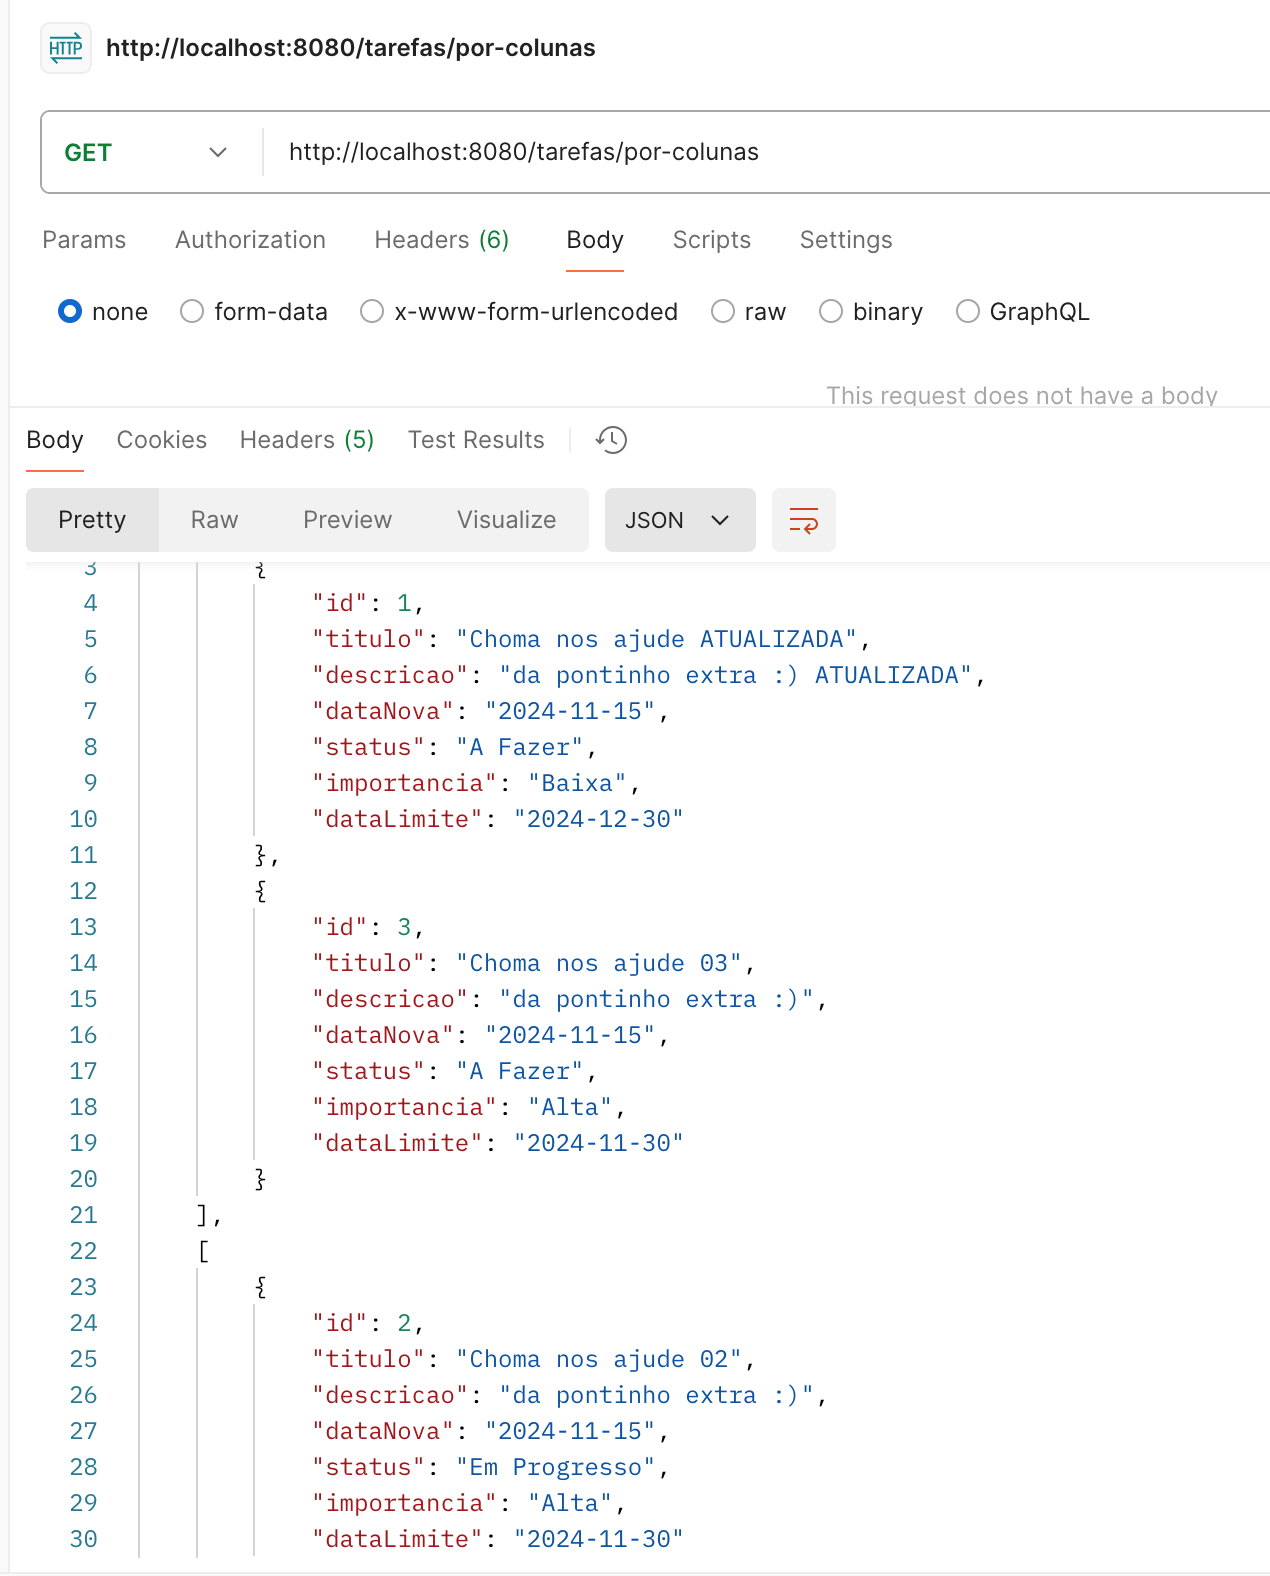 HTTP http://localhost:8080/tarefas/por-colunas
GET http://localhost:8080/tarefas/por-colunas
Params Authorization Headers (6) Body Scripts Settings
none form-data x-www-form-urlencoded raw binary GraphQL
This request does not have a body
Body Cookies Headers (5) Test Results
Pretty Raw Preview Visualize JSON
3 {
4 "id": 1,
5 "titulo": "Choma nos ajude ATUALIZADA",
6 "descricao": "da pontinho extra :) ATUALIZADA",
7 "dataNova": "2024-11-15",
8 "status": "A Fazer",
9 "importancia": "Baixa",
10 "dataLimite": "2024-12-30"
11 },
12 {
13 "id": 3,
14 "titulo": "Choma nos ajude 03",
15 "descricao": "da pontinho extra :)",
16 "dataNova": "2024-11-15",
17 "status": "A Fazer",
18 "importancia": "Alta",
19 "dataLimite": "2024-11-30"
20 }
21 ],
22 [
23 {
24 "id": 2,
25 "titulo": "Choma nos ajude 02",
26 "descricao": "da pontinho extra :)",
27 "dataNova": "2024-11-15",
28 "status": "Em Progresso",
29 "importancia": "Alta",
30 "dataLimite": "2024-11-30"